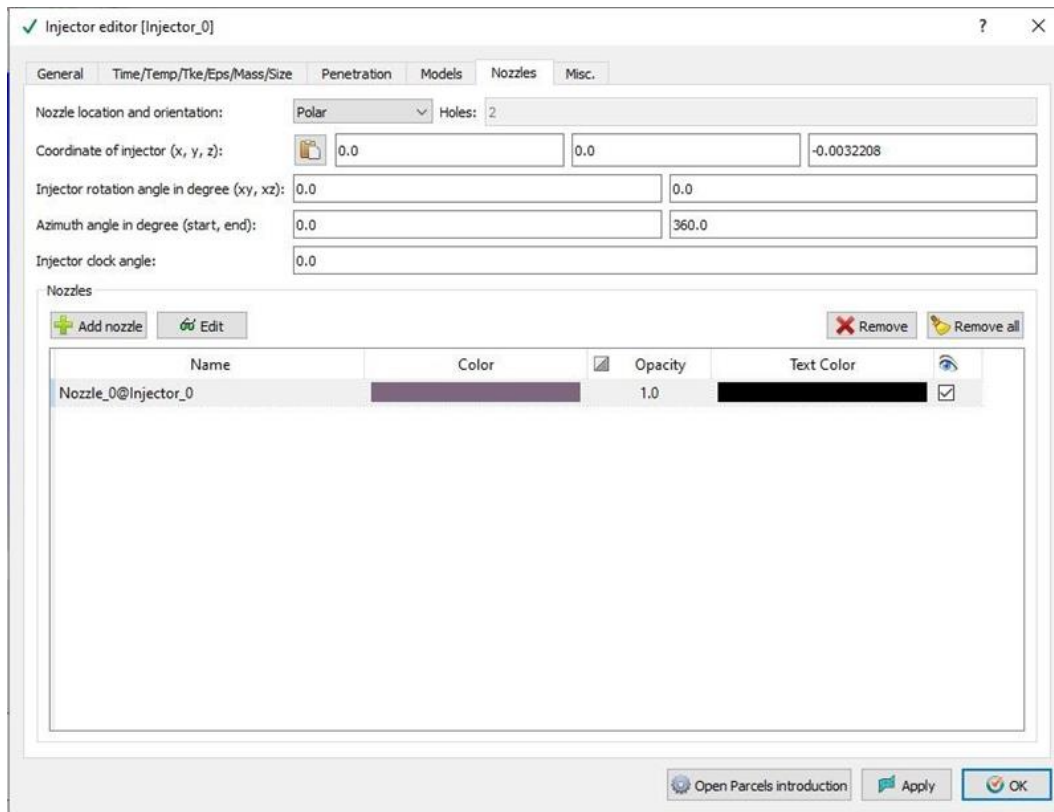 Injector editor [Injector_0] ?
General Time/Temp/Tke/Eps/Mass/Size Penetration Models Nozzles Misc.
Nozzle location and orientation: Polar Holes: 2
Coordinate of injector (x, y, z): 0.0 0.0 -0.0032208
Injector rotation angle in degree (xy, xz): 0.0 0.0
Azimuth angle in degree (start, end): 0.0 360.0
Injector clock angle: 0.0
Nozzles
Add nozzle Edit Remove Remove all
Name Color Opacity Text Color
Nozzle_0@Injector_0 1.0
Open Parcels introduction Apply OK